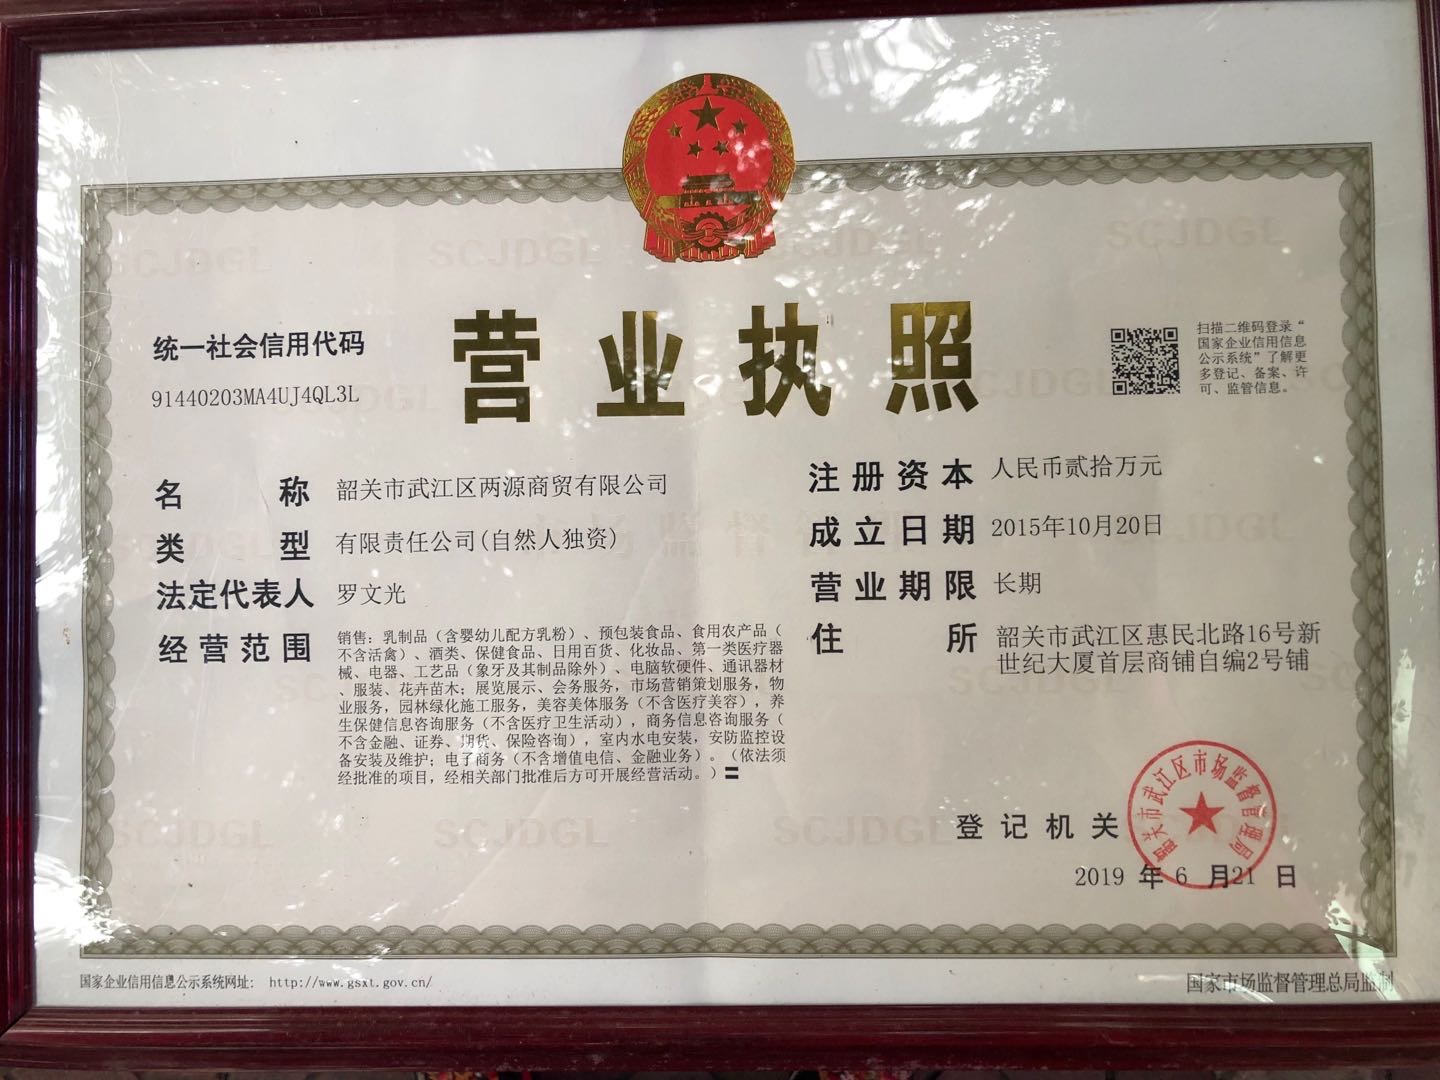 营业执照
统一社会信用代码
91440203MA4UJ4QL3L
扫描二维码登录“
国家企业信用信息
公示系统”了解更
多登记、备案、许
可、监管信息。
名称 韶关市武江区两源商贸有限公司
类型 有限责任公司(自然人独资)
法定代表人 罗文光
经营范围 销售：乳制品（含婴幼儿配方乳粉）、预包装食品、食用农产品（
不含活禽）、酒类、保健食品、日用百货、化妆品、第一类医疗器
械、电器、工艺品（象牙及其制品除外）、电脑软硬件、通讯器材
、服装、花卉苗木；展览展示、会务服务，市场营销策划服务，物
业服务，园林绿化施工服务，美容美体服务（不含医疗美容），养
生保健信息咨询服务（不含医疗卫生活动），商务信息咨询服务（
不含金融、证券、期货、保险咨询），室内水电安装，安防监控设
备安装及维护；电子商务（不含增值电信、金融业务）。（依法须
经批准的项目，经相关部门批准后方可开展经营活动。）〓
注册资本 人民币贰拾万元
成立日期 2015年10月20日
营业期限 长期
住所 韶关市武江区惠民北路16号新
世纪大厦首层商铺自编2号铺
登记机关
韶关市武江区市场监督管理局
2019 年 6 月 21 日
国家企业信用信息公示系统网址： http://www.gsxt.gov.cn/
国家市场监督管理总局监制
SCJDGL
SCJDGL
SCJDGL
SCJDGL